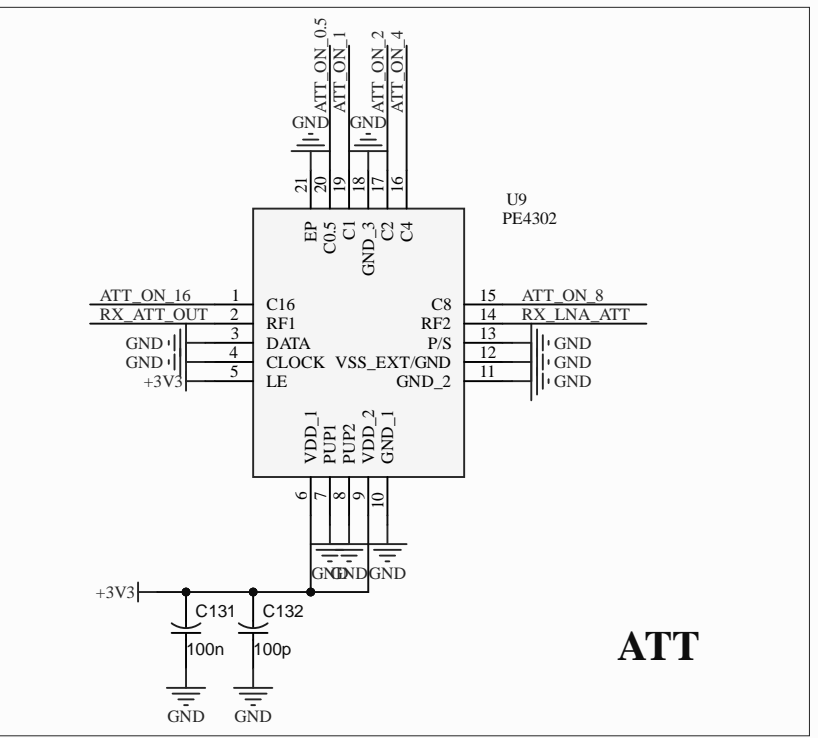 ATT_ON_0.5
ATT_ON_1
ATT_ON_2
ATT_ON_4
GND
GND
21
20
19
18
17
16
U9
PE4302
EP
C0.5
C1
GND_3
C2
C4
ATT_ON_16 1 C16
C8 15 ATT_ON_8
RX_ATT_OUT 2 RF1
RF2 14 RX_LNA_ATT
GND 3 DATA
P/S 13 GND
GND 4 CLOCK
VSS_EXT/GND 12 GND
+3V3 5 LE
GND_2 11 GND
VDD_1
PUP1
PUP2
VDD_2
GND_1
6
7
8
9
10
GND
GND
GND
+3V3
C131
C132
100n
100p
GND
GND
ATT